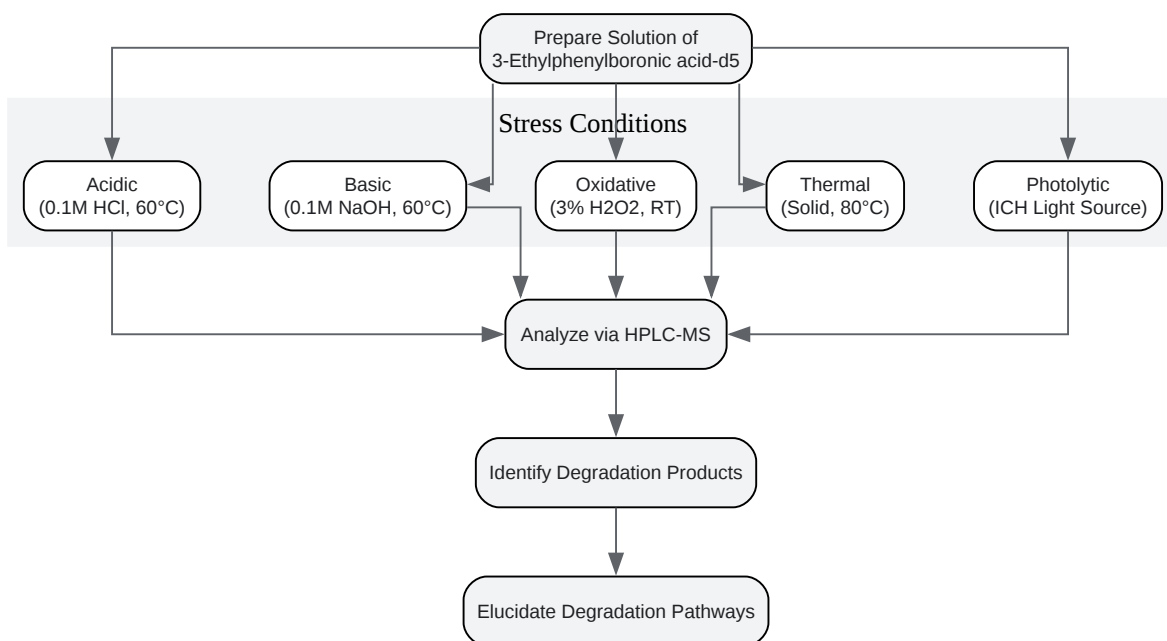 Prepare Solution of
3-Ethylphenylboronic acid-d5
Stress Conditions
Acidic
(0.1M HCl, 60°C)
Basic
(0.1M NaOH, 60°C)
Oxidative
(3% H2O2, RT)
Thermal
(Solid, 80°C)
Photolytic
(ICH Light Source)
Analyze via HPLC-MS
Identify Degradation Products
Elucidate Degradation Pathways